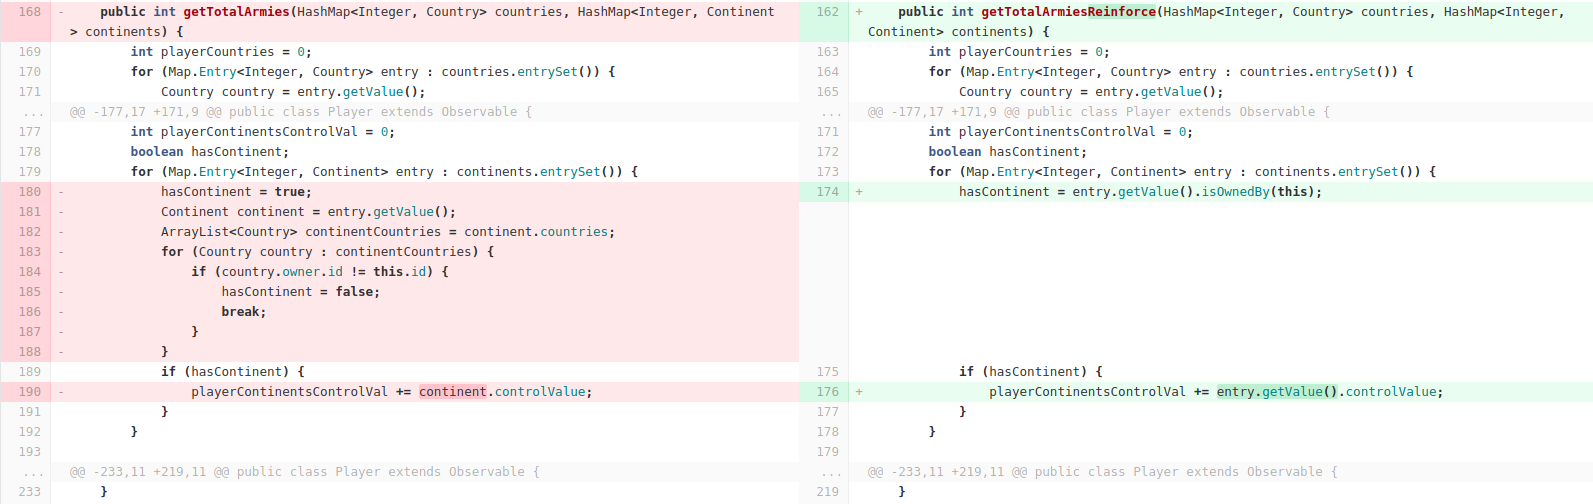 168 - public int getTotalArmies(HashMap<Integer, Country> countries, HashMap<Integer, Continent
> continents) {
169 int playerCountries = 0;
170 for (Map.Entry<Integer, Country> entry : countries.entrySet()) {
171 Country country = entry.getValue();
... @@ -177,17 +171,9 @@ public class Player extends Observable {
177 int playerContinentsControlVal = 0;
178 boolean hasContinent;
179 for (Map.Entry<Integer, Continent> entry : continents.entrySet()) {
180 - hasContinent = true;
181 - Continent continent = entry.getValue();
182 - ArrayList<Country> continentCountries = continent.countries;
183 - for (Country country : continentCountries) {
184 - if (country.owner.id != this.id) {
185 - hasContinent = false;
186 - break;
187 - }
188 - }
189 if (hasContinent) {
190 - playerContinentsControlVal += continent.controlValue;
191 }
192 }
193
... @@ -233,11 +219,11 @@ public class Player extends Observable {
233 }
162 + public int getTotalArmiesReinforce(HashMap<Integer, Country> countries, HashMap<Integer,
Continent> continents) {
163 int playerCountries = 0;
164 for (Map.Entry<Integer, Country> entry : countries.entrySet()) {
165 Country country = entry.getValue();
... @@ -177,17 +171,9 @@ public class Player extends Observable {
171 int playerContinentsControlVal = 0;
172 boolean hasContinent;
173 for (Map.Entry<Integer, Continent> entry : continents.entrySet()) {
174 + hasContinent = entry.getValue().isOwnedBy(this);
175 if (hasContinent) {
176 + playerContinentsControlVal += entry.getValue().controlValue;
177 }
178 }
179
... @@ -233,11 +219,11 @@ public class Player extends Observable {
219 }